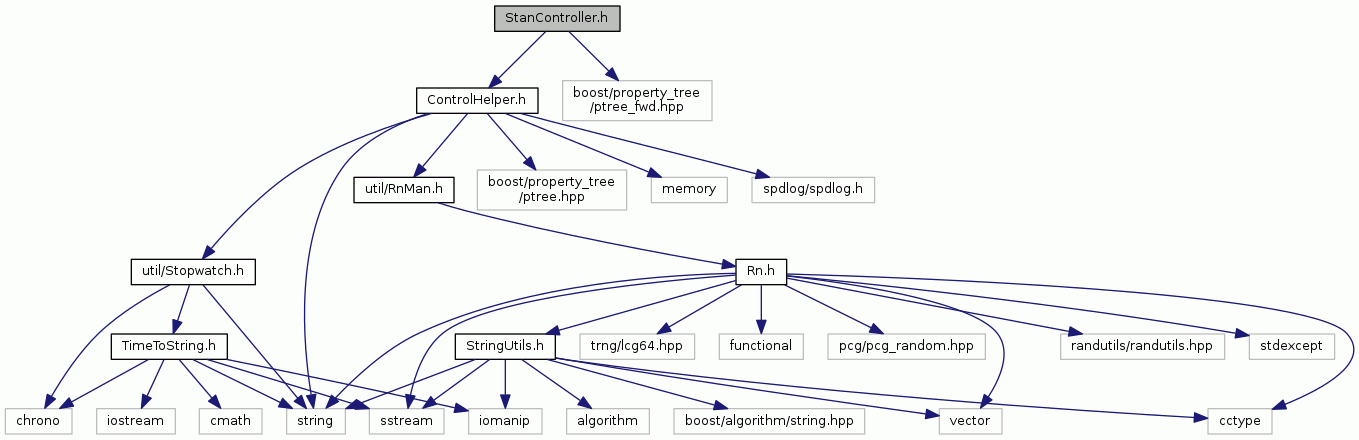 StanController.h
ControlHelper.h
boost/property_tree
/ptree_fwd.hpp
util/RnMan.h
boost/property_tree
/ptree.hpp
memory
spdlog/spdlog.h
util/Stopwatch.h
Rn.h
TimeToString.h
StringUtils.h
trng/lcg64.hpp
functional
pcg/pcg_random.hpp
randutils/randutils.hpp
stdexcept
chrono
iostream
cmath
string
sstream
iomanip
algorithm
boost/algorithm/string.hpp
vector
cctype